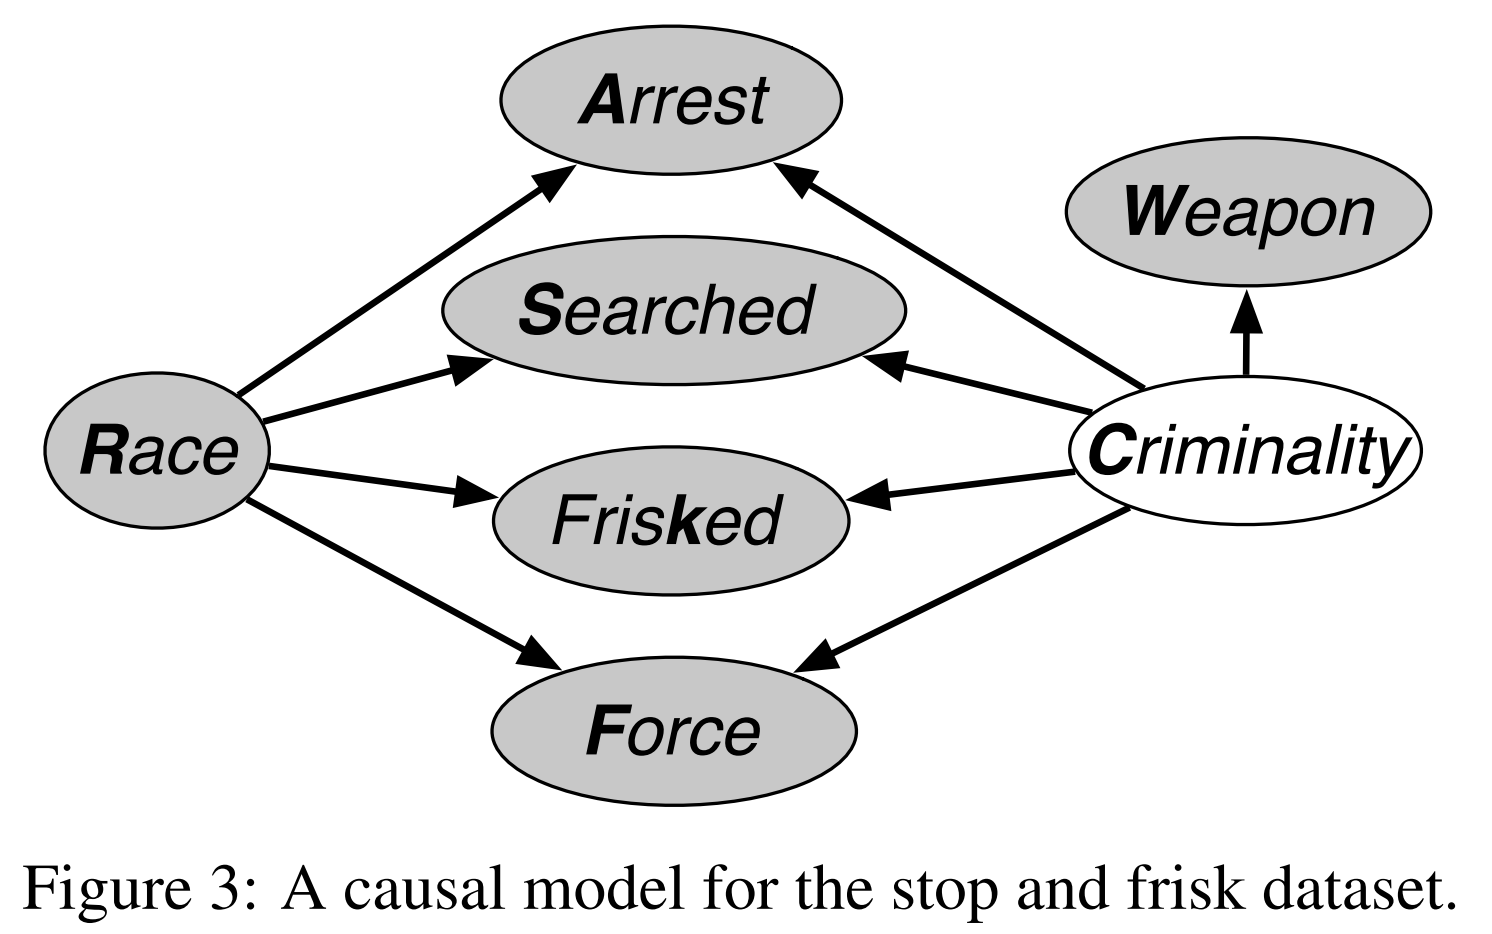 Arrest
Weapon
Searched
Race
Criminality
Frisked
Force
Figure 3: A causal model for the stop and frisk dataset.